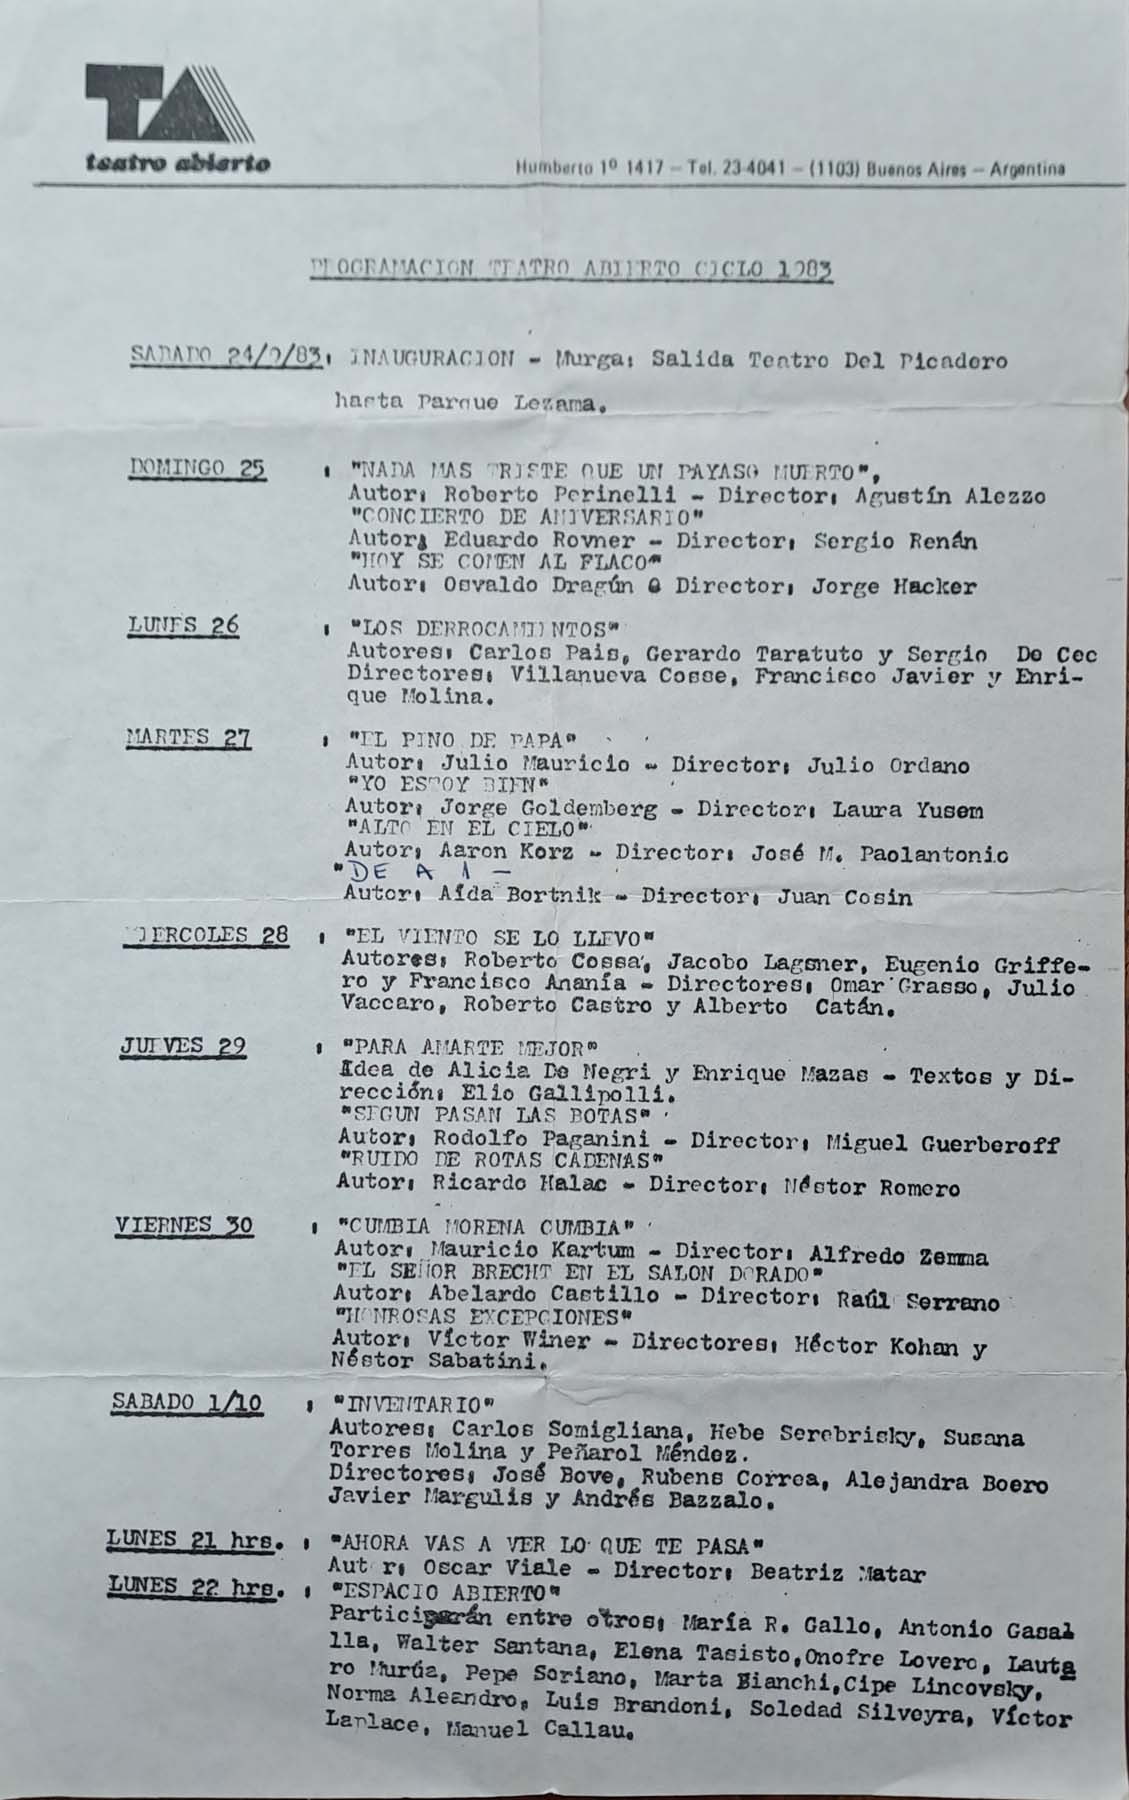 TA
teatro abierto
Humberto 1º 1417 – Tel. 23-4041 – (1103) Buenos Aires – Argentina
PROGRAMACION TEATRO ABIERTO CICLO 1983
SABADO 24/9/83: INAUGURACION - Murga: Salida Teatro Del Picadero
hasta Parque Lezama.
DOMINGO 25 : "NADA MAS TRISTE QUE UN PAYASO MUERTO",
Autor: Roberto Perinelli - Director: Agustín Alezzo
"CONCIERTO DE ANIVERSARIO"
Autor: Eduardo Rovner - Director: Sergio Renán
"HOY SE COMEN AL FLACO"
Autor: Osvaldo Dragún - Director: Jorge Hacker
LUNES 26 : "LOS DERROCAMIENTOS"
Autores: Carlos Pais, Gerardo Taratuto y Sergio De Cec
Directores: Villanueva Cosse, Francisco Javier y Enri-
que Molina.
MARTES 27 : "EL PINO DE PAPA"
Autor: Julio Mauricio - Director: Julio Ordano
"YO ESTOY BIEN"
Autor: Jorge Goldemberg - Director: Laura Yusem
"ALTO EN EL CIELO"
Autor: Aaron Korz - Director: José M. Paolantonio
"DE A 1 -
Autor: Aída Bortnik - Director: Juan Cosin
MIERCOLES 28 : "EL VIENTO SE LO LLEVO"
Autores: Roberto Cossa, Jacobo Lagsner, Eugenio Griffe-
ro y Francisco Ananía - Directores: Omar Grasso, Julio
Vaccaro, Roberto Castro y Alberto Catán.
JUEVES 29 : "PARA AMARTE MEJOR"
Idea de Alicia De Negri y Enrique Mazas - Textos y Di-
rección: Elio Gallipolli.
"SEGUN PASAN LAS BOTAS"
Autor: Rodolfo Paganini - Director: Miguel Guerberoff
"RUIDO DE ROTAS CADENAS"
Autor: Ricardo Halac - Director: Néstor Romero
VIERNES 30 : "CUMBIA MORENA CUMBIA"
Autor: Mauricio Kartum - Director: Alfredo Zemma
"EL SEÑOR BRECHT EN EL SALON DORADO"
Autor: Abelardo Castillo - Director: Raúl Serrano
"HONROSAS EXCEPCIONES"
Autor: Víctor Winer - Directores: Héctor Kohan y
Néstor Sabatini.
SABADO 1/10 : "INVENTARIO"
Autores: Carlos Somigliana, Hebe Serebrisky, Susana
Torres Molina y Peñarol Méndez.
Directores: José Bove, Rubens Correa, Alejandra Boero
Javier Margulis y Andrés Bazzalo.
LUNES 21 hrs. : "AHORA VAS A VER LO QUE TE PASA"
Autor: Oscar Viale - Director: Beatriz Matar
LUNES 22 hrs. : "ESPACIO ABIERTO"
Participarán entre otros: María R. Gallo, Antonio Gasal
lla, Walter Santana, Elena Tasisto, Onofre Lovero, Lauta
ro Murúa, Pepe Soriano, Marta Bianchi, Cipe Lincovsky,
Norma Aleandro, Luis Brandoni, Soledad Silveyra, Víctor
Laplace, Manuel Callau.